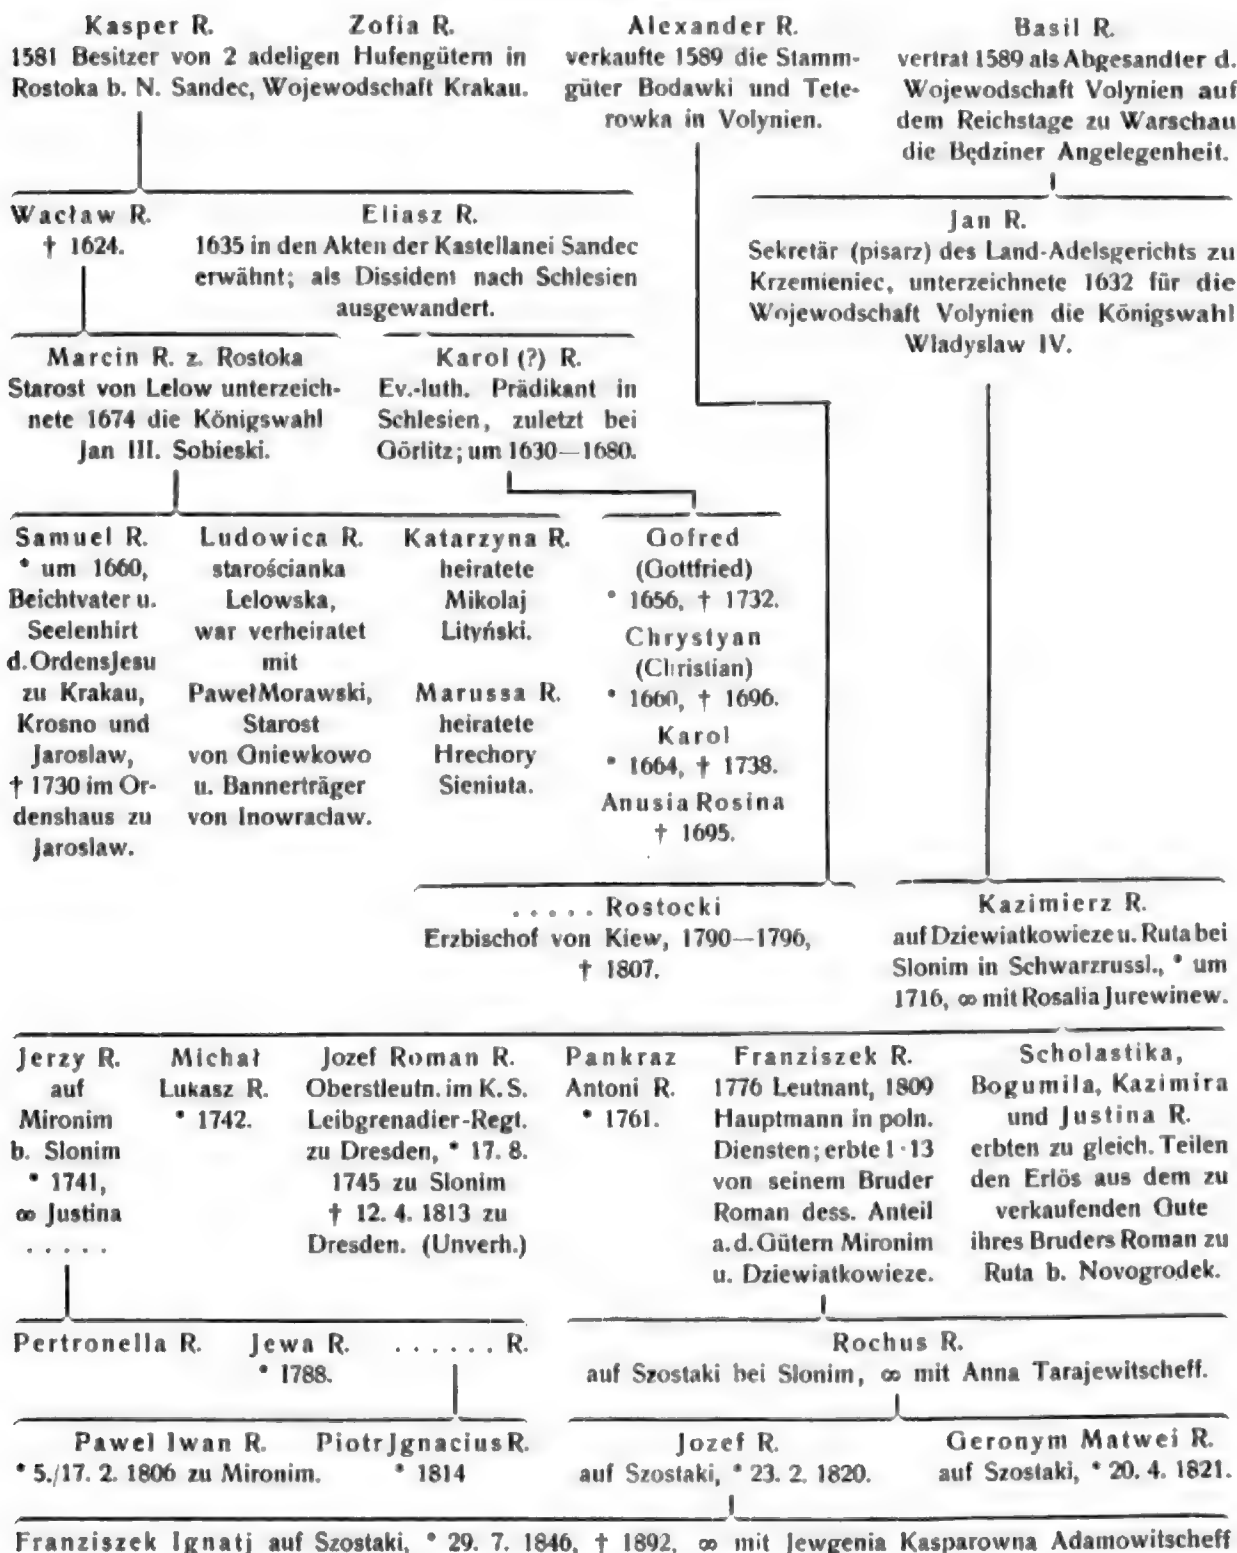 Kasper R. Zofia R.
1581 Besitzer von 2 adeligen Hufengütern in
Rostoka b. N. Sandec, Wojewodschaft Krakau.
Alexander R.
verkaufte 1589 die Stamm-
güter Bodawki und Tete-
rowka in Volynien.
Basil R.
vertrat 1589 als Abgesandter d.
Wojewodschaft Volynien auf
dem Reichstage zu Warschau
die Będziner Angelegenheit.
Wacław R.
† 1624.
Eliasz R.
1635 in den Akten der Kastellanei Sandec
erwähnt; als Dissident nach Schlesien
ausgewandert.
Jan R.
Sekretär (pisarz) des Land-Adelsgerichts zu
Krzemieniec, unterzeichnete 1632 für die
Wojewodschaft Volynien die Königswahl
Wladyslaw IV.
Marcin R. z. Rostoka
Starost von Lelow unterzeich-
nete 1674 die Königswahl
Jan III. Sobieski.
Karol (?) R.
Ev.-luth. Prädikant in
Schlesien, zuletzt bei
Görlitz; um 1630—1680.
Samuel R.
* um 1660,
Beichtvater u.
Seelenhirt
d. Ordens Jesu
zu Krakau,
Krosno und
Jaroslaw,
† 1730 im Or-
denshaus zu
Jaroslaw.
Ludowica R.
starościanka
Lelowska,
war verheiratet
mit
Paweł Morawski,
Starost
von Gniewkowo
u. Bannerträger
von Inowracław.
Katarzyna R.
heiratete
Mikolaj
Lityński.
Marussa R.
heiratete
Hrechory
Sieniuta.
Gofred
(Gottfried)
* 1656, † 1732.
Chrystyan
(Christian)
* 1660, † 1696.
Karol
* 1664, † 1738.
Anusia Rosina
† 1695.
. . . . . Rostocki
Erzbischof von Kiew, 1790—1796,
† 1807.
Kazimierz R.
auf Dziewiatkowieze u. Ruta bei
Slonim in Schwarzrussl., * um
1716, ∞ mit Rosalia Jurewinew.
Jerzy R.
auf
Mironim
b. Slonim
* 1741,
∞ Justina
. . . . .
Michał
Lukasz R.
* 1742.
Jozef Roman R.
Oberstleutn. im K. S.
Leibgrenadier-Regt.
zu Dresden, * 17. 8.
1745 zu Slonim
† 12. 4. 1813 zu
Dresden. (Unverh.)
Pankraz
Antoni R.
* 1761.
Franziszek R.
1776 Leutnant, 1809
Hauptmann in poln.
Diensten; erbte 1·13
von seinem Bruder
Roman dess. Anteil
a. d. Gütern Mironim
u. Dziewiatkowieze.
Scholastika,
Bogumila, Kazimira
und Justina R.
erbten zu gleich. Teilen
den Erlös aus dem zu
verkaufenden Gute
ihres Bruders Roman zu
Ruta b. Novogrodek.
Pertronella R. Jewa R. . . . . . . R.
* 1788.
Rochus R.
auf Szostaki bei Slonim, ∞ mit Anna Tarajewitscheff.
Pawel Iwan R.
* 5./17. 2. 1806 zu Mironim.
Piotr Jgnacius R.
* 1814
Jozef R.
auf Szostaki, * 23. 2. 1820.
Geronym Matwei R.
auf Szostaki, * 20. 4. 1821.
Franziszek Ignatj auf Szostaki, * 29. 7. 1846, † 1892, ∞ mit Jewgenia Kasparowna Adamowitscheff